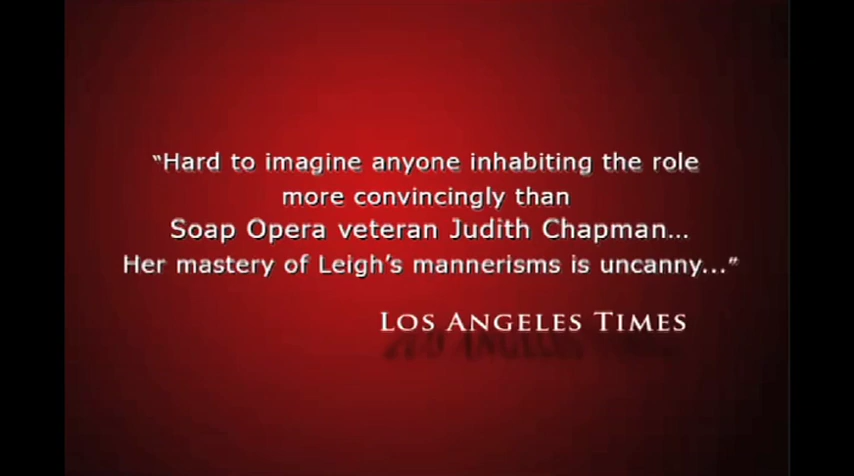 "Hard to imagine anyone inhabiting the role
more convincingly than
Soap Opera veteran Judith Chapman...
Her mastery of Leigh's mannerisms is uncanny..."
LOS ANGELES TIMES